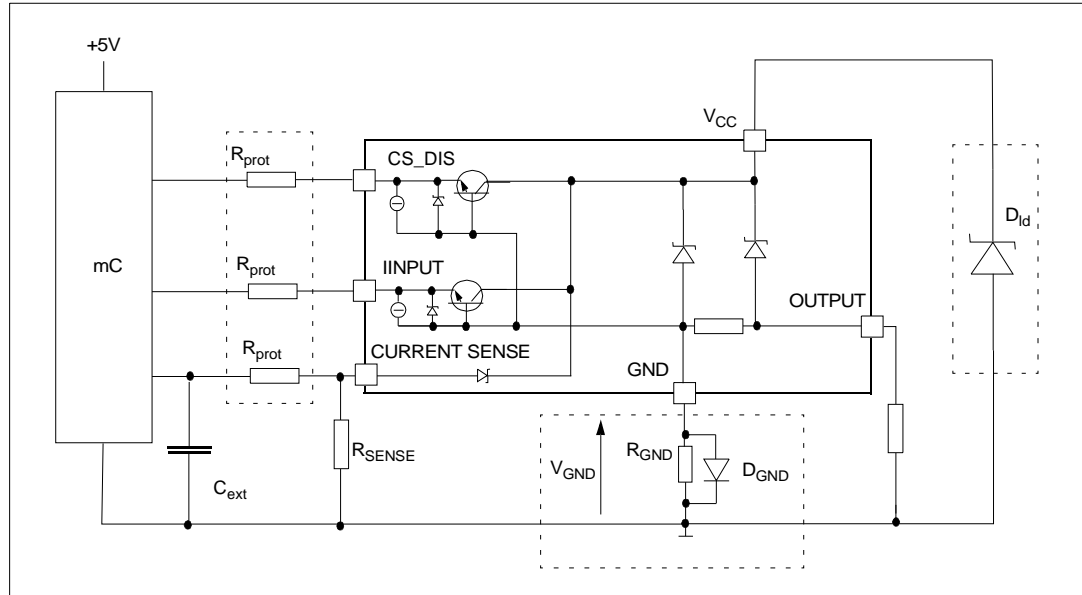 +5V
V_CC
R_prot
CS_DIS
D_ld
mC
R_prot
IINPUT
OUTPUT
R_prot
CURRENT SENSE
GND
R_SENSE
R_GND
V_GND
D_GND
C_ext